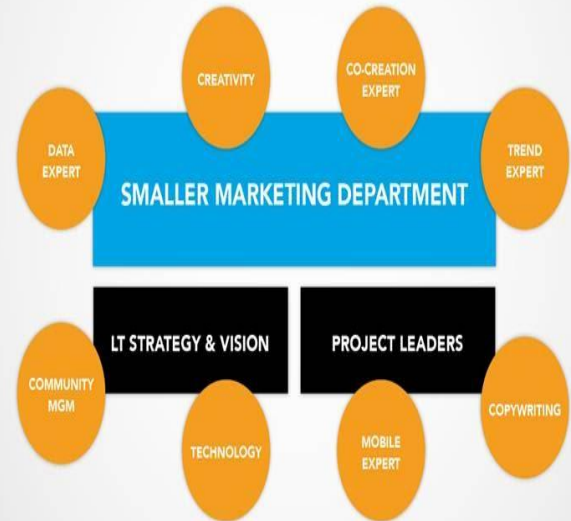 CREATIVITY
CO-CREATION
EXPERT
DATA
EXPERT
TREND
EXPERT
SMALLER MARKETING DEPARTMENT
LT STRATEGY & VISION
PROJECT LEADERS
COMMUNITY
MGM
COPYWRITING
TECHNOLOGY
MOBILE
EXPERT